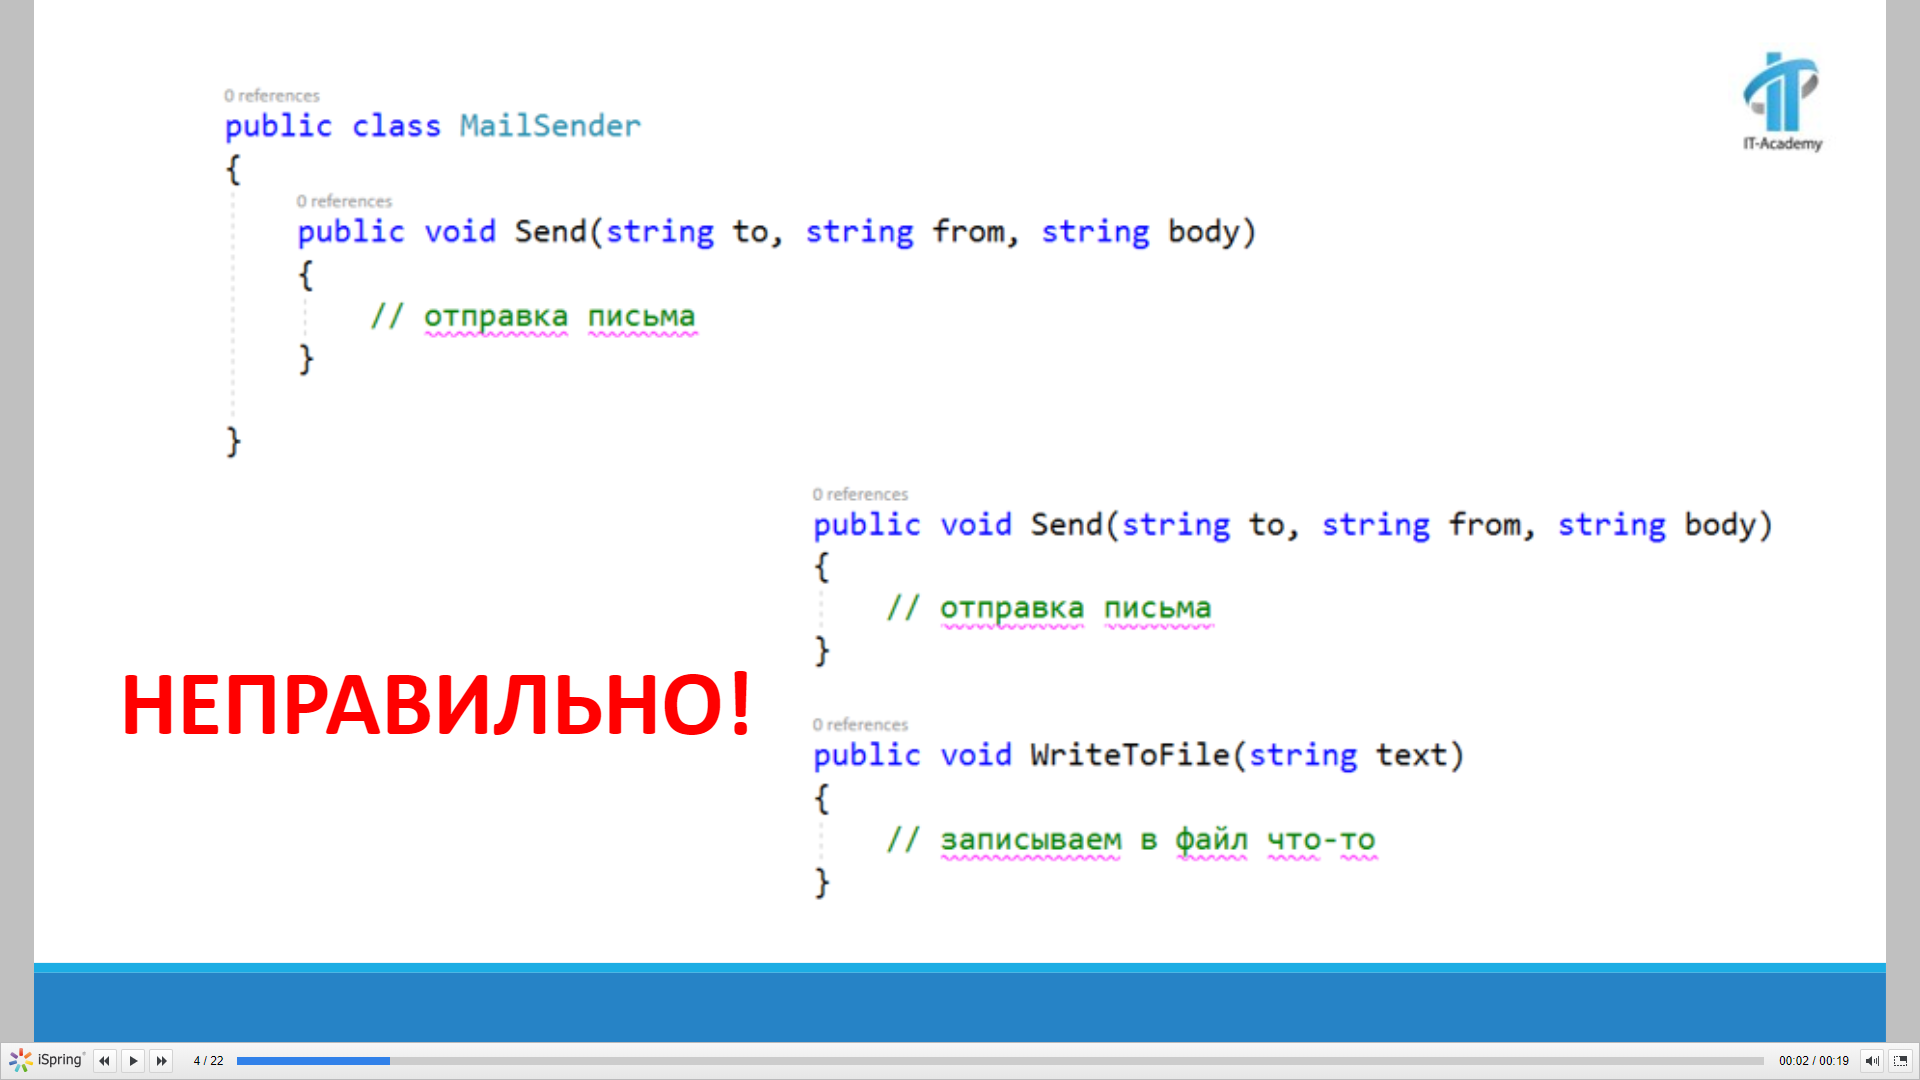 0 references
public class MailSender
{
0 references
public void Send(string to, string from, string body)
{
// отправка письма
}
}
IT-Academy
0 references
public void Send(string to, string from, string body)
{
// отправка письма
}
НЕПРАВИЛЬНО!
0 references
public void WriteToFile(string text)
{
// записываем в файл что-то
}
iSpring
4 / 22
00:02 / 00:19